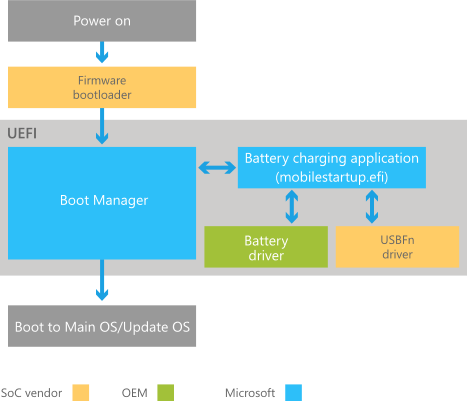 Power on
Firmware
bootloader
UEFI
Boot Manager
Battery charging application
(mobilestartup.efi)
Battery
driver
USBFn
driver
Boot to Main OS/Update OS
SoC vendor
OEM
Microsoft